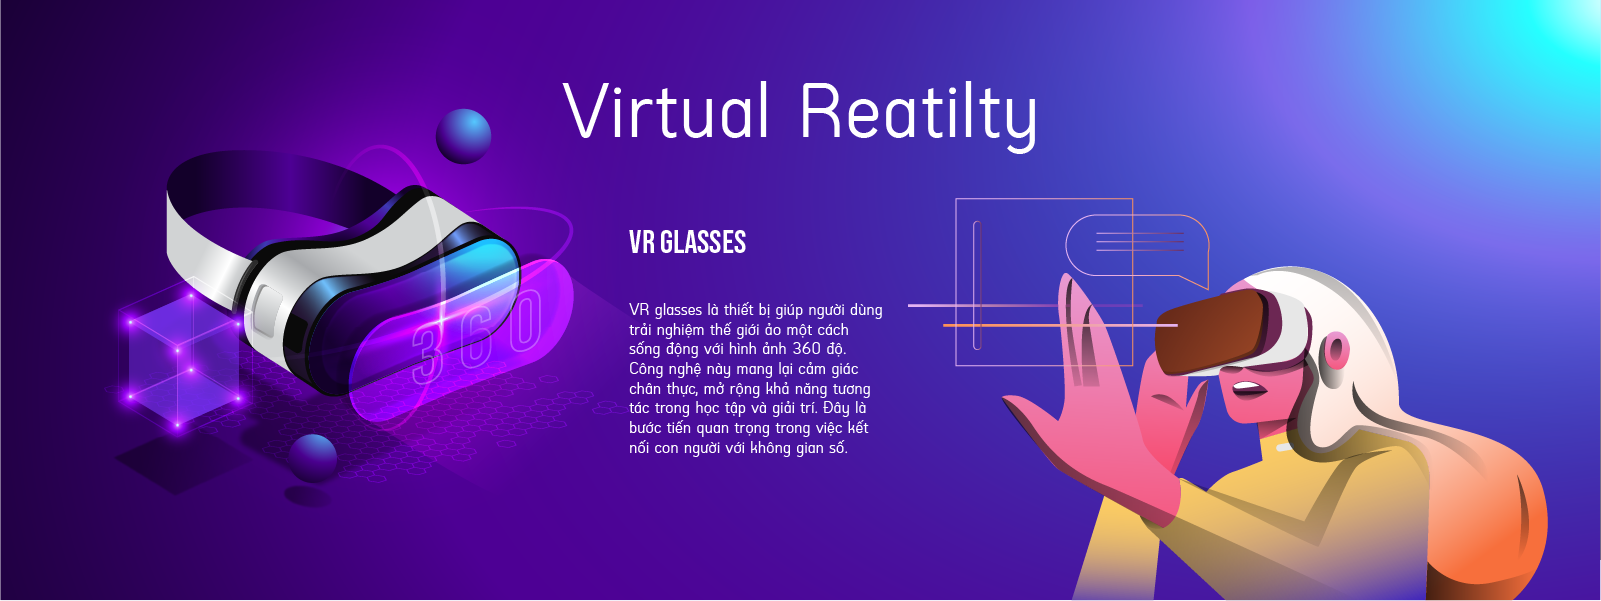 Virtual Reatilty
VR GLASSES
VR glasses là thiết bị giúp người dùng
trải nghiệm thế giới ảo một cách
sống động với hình ảnh 360 độ.
Công nghệ này mang lại cảm giác
chân thực, mở rộng khả năng tương
tác trong học tập và giải trí. Đây là
bước tiến quan trọng trong việc kết
nối con người với không gian số.
360